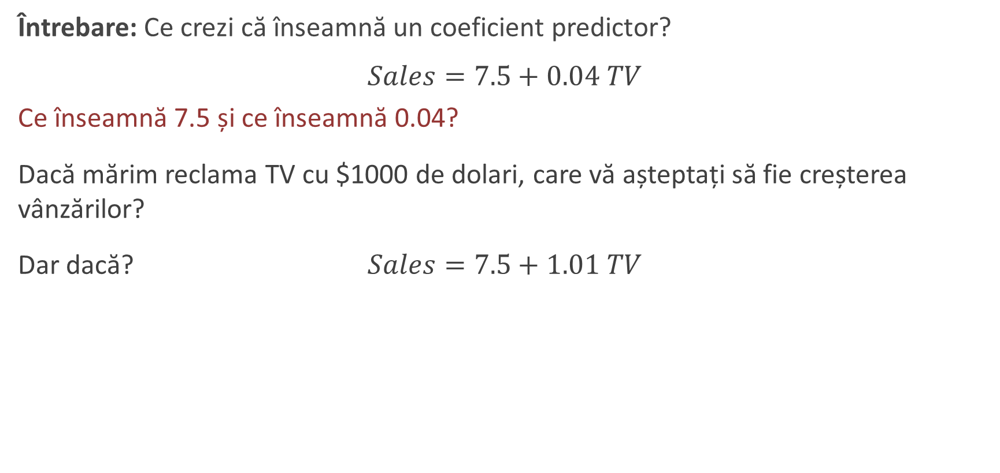 Întrebare: Ce crezi că înseamnă un coeficient predictor?
Sales = 7.5 + 0.04 TV
Ce înseamnă 7.5 și ce înseamnă 0.04?
Dacă mărim reclama TV cu $1000 de dolari, care vă așteptați să fie creșterea
vânzărilor?
Dar dacă? Sales = 7.5 + 1.01 TV